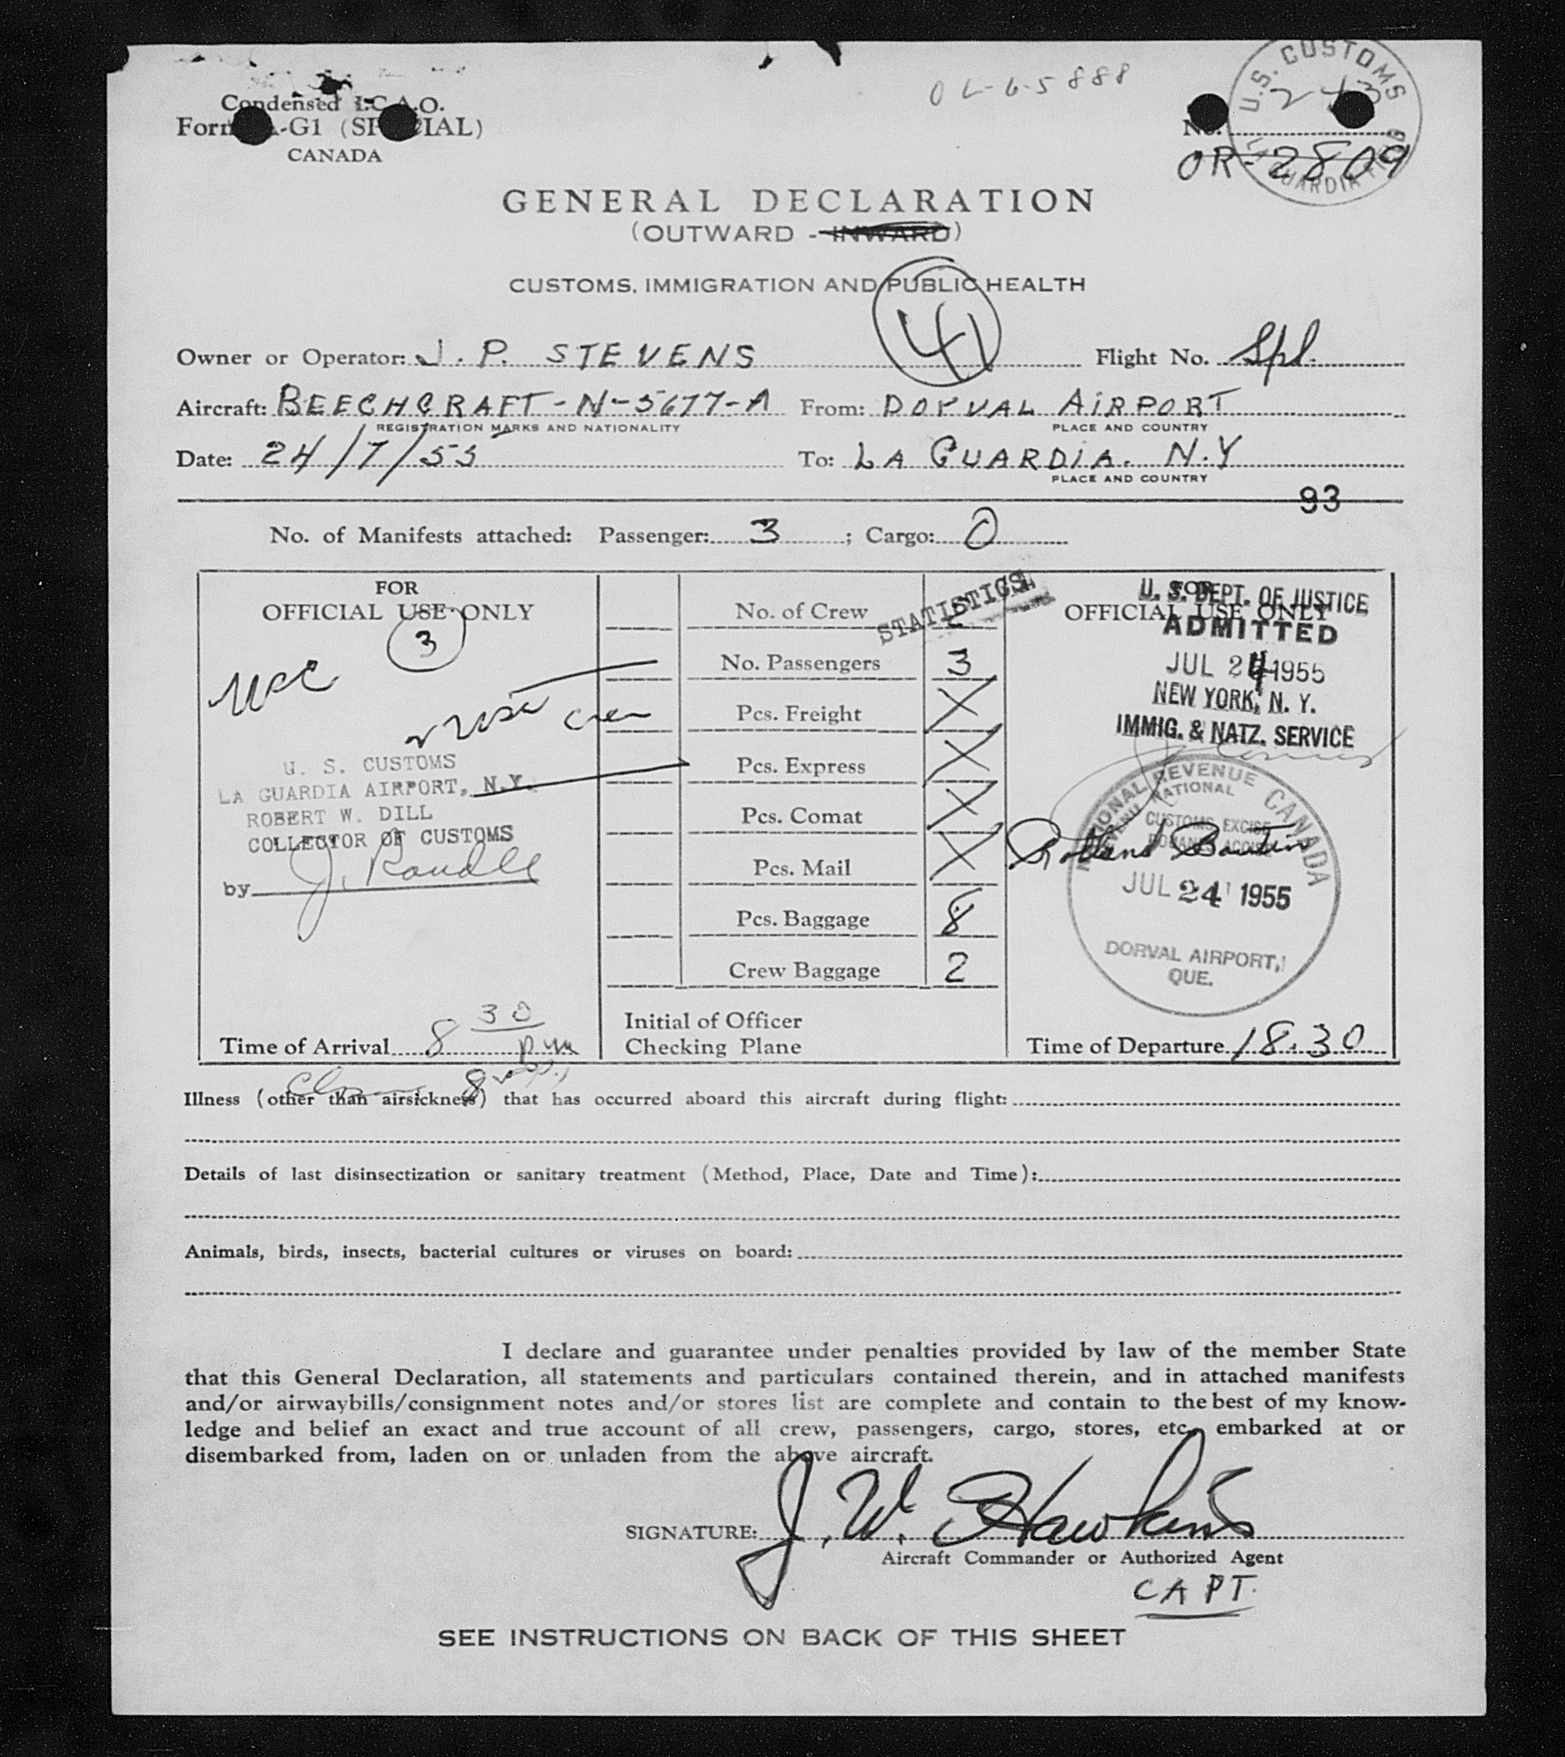 Condensed I.C.A.O.
Form A-G1 (SPECIAL)
CANADA
U.S. CUSTOMS
LA GUARDIA FIELD
No.
OR-2809
GENERAL DECLARATION
(OUTWARD - INWARD)
CUSTOMS, IMMIGRATION AND PUBLIC HEALTH
41
Owner or Operator: J. P. STEVENS Flight No. Spl.
Aircraft: BEECHCRAFT-N-5677-A From: DORVAL AIRPORT
REGISTRATION MARKS AND NATIONALITY PLACE AND COUNTRY
Date: 24/7/55 To: LA GUARDIA. N.Y
PLACE AND COUNTRY
93
No. of Manifests attached: Passenger: 3 ; Cargo: 0
FOR
OFFICIAL USE ONLY
3
U. S. CUSTOMS
LA GUARDIA AIRPORT, N.Y.
ROBERT W. DILL
COLLECTOR OF CUSTOMS
by J. Randll
Time of Arrival 8 30 p.m
STATISTICS
No. of Crew 2
No. Passengers 3
Pcs. Freight X
Pcs. Express X
Pcs. Comat X
Pcs. Mail X
Pcs. Baggage 8
Crew Baggage 2
Initial of Officer
Checking Plane
FOR
OFFICIAL USE ONLY
U. S. DEPT. OF JUSTICE
ADMITTED
JUL 24 1955
NEW YORK, N. Y.
IMMIG. & NATZ. SERVICE
NATIONAL REVENUE CANADA
REVENU NATIONAL
CUSTOMS EXCISE
JUL 24 1955
DORVAL AIRPORT,
QUE.
Time of Departure 18.30
Illness (other than airsickness) that has occurred aboard this aircraft during flight:
Details of last disinsectization or sanitary treatment (Method, Place, Date and Time):
Animals, birds, insects, bacterial cultures or viruses on board:
I declare and guarantee under penalties provided by law of the member State
that this General Declaration, all statements and particulars contained therein, and in attached manifests
and/or airwaybills/consignment notes and/or stores list are complete and contain to the best of my know-
ledge and belief an exact and true account of all crew, passengers, cargo, stores, etc. embarked at or
disembarked from, laden on or unladen from the above aircraft.
SIGNATURE: J. W. Hawkins
Aircraft Commander or Authorized Agent
CAPT.
SEE INSTRUCTIONS ON BACK OF THIS SHEET